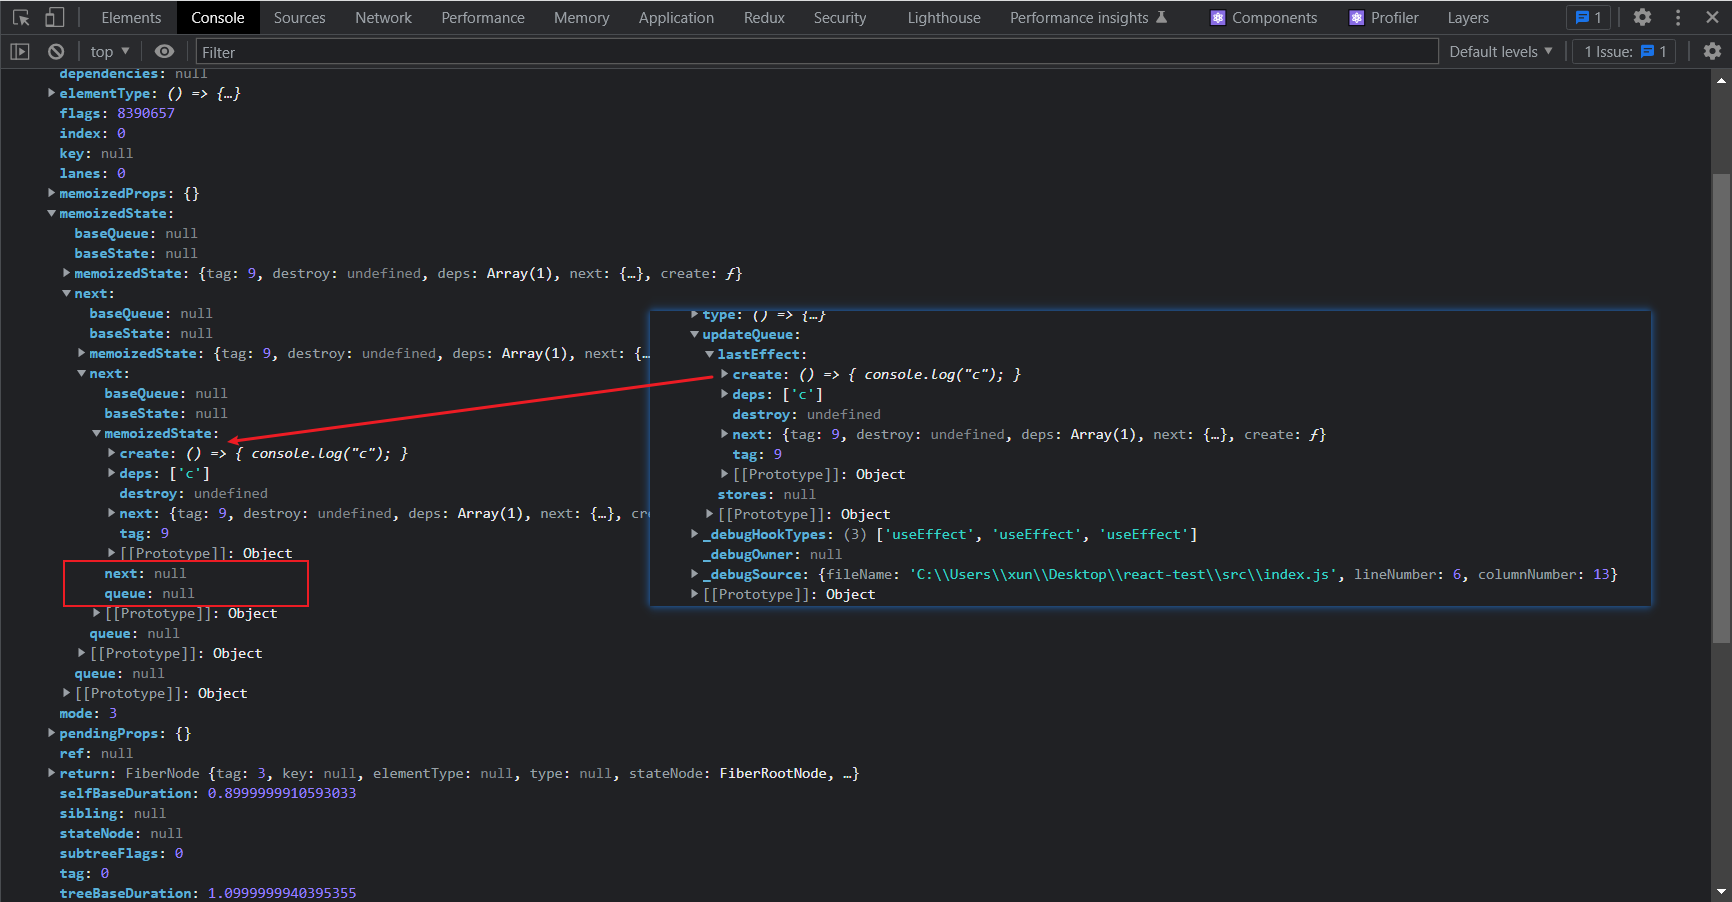 Elements Console Sources Network Performance Memory Application Redux Security Lighthouse Performance insights Components Profiler Layers 1
top Filter Default levels 1 Issue: 1
dependencies: null
elementType: () => {…}
flags: 8390657
index: 0
key: null
lanes: 0
memoizedProps: {}
memoizedState:
baseQueue: null
baseState: null
memoizedState: {tag: 9, destroy: undefined, deps: Array(1), next: {…}, create: ƒ}
next:
baseQueue: null
baseState: null
memoizedState: {tag: 9, destroy: undefined, deps: Array(1), next: {…
next:
baseQueue: null
baseState: null
memoizedState:
create: () => { console.log("c"); }
deps: ['c']
destroy: undefined
next: {tag: 9, destroy: undefined, deps: Array(1), next: {…}, cr
tag: 9
[[Prototype]]: Object
next: null
queue: null
[[Prototype]]: Object
queue: null
[[Prototype]]: Object
queue: null
[[Prototype]]: Object
mode: 3
pendingProps: {}
ref: null
return: FiberNode {tag: 3, key: null, elementType: null, type: null, stateNode: FiberRootNode, …}
selfBaseDuration: 0.8999999910593033
sibling: null
stateNode: null
subtreeFlags: 0
tag: 0
treeBaseDuration: 1.0999999940395355
type: () => {…}
updateQueue:
lastEffect:
create: () => { console.log("c"); }
deps: ['c']
destroy: undefined
next: {tag: 9, destroy: undefined, deps: Array(1), next: {…}, create: ƒ}
tag: 9
[[Prototype]]: Object
stores: null
[[Prototype]]: Object
_debugHookTypes: (3) ['useEffect', 'useEffect', 'useEffect']
_debugOwner: null
_debugSource: {fileName: 'C:\\Users\\xun\\Desktop\\react-test\\src\\index.js', lineNumber: 6, columnNumber: 13}
[[Prototype]]: Object